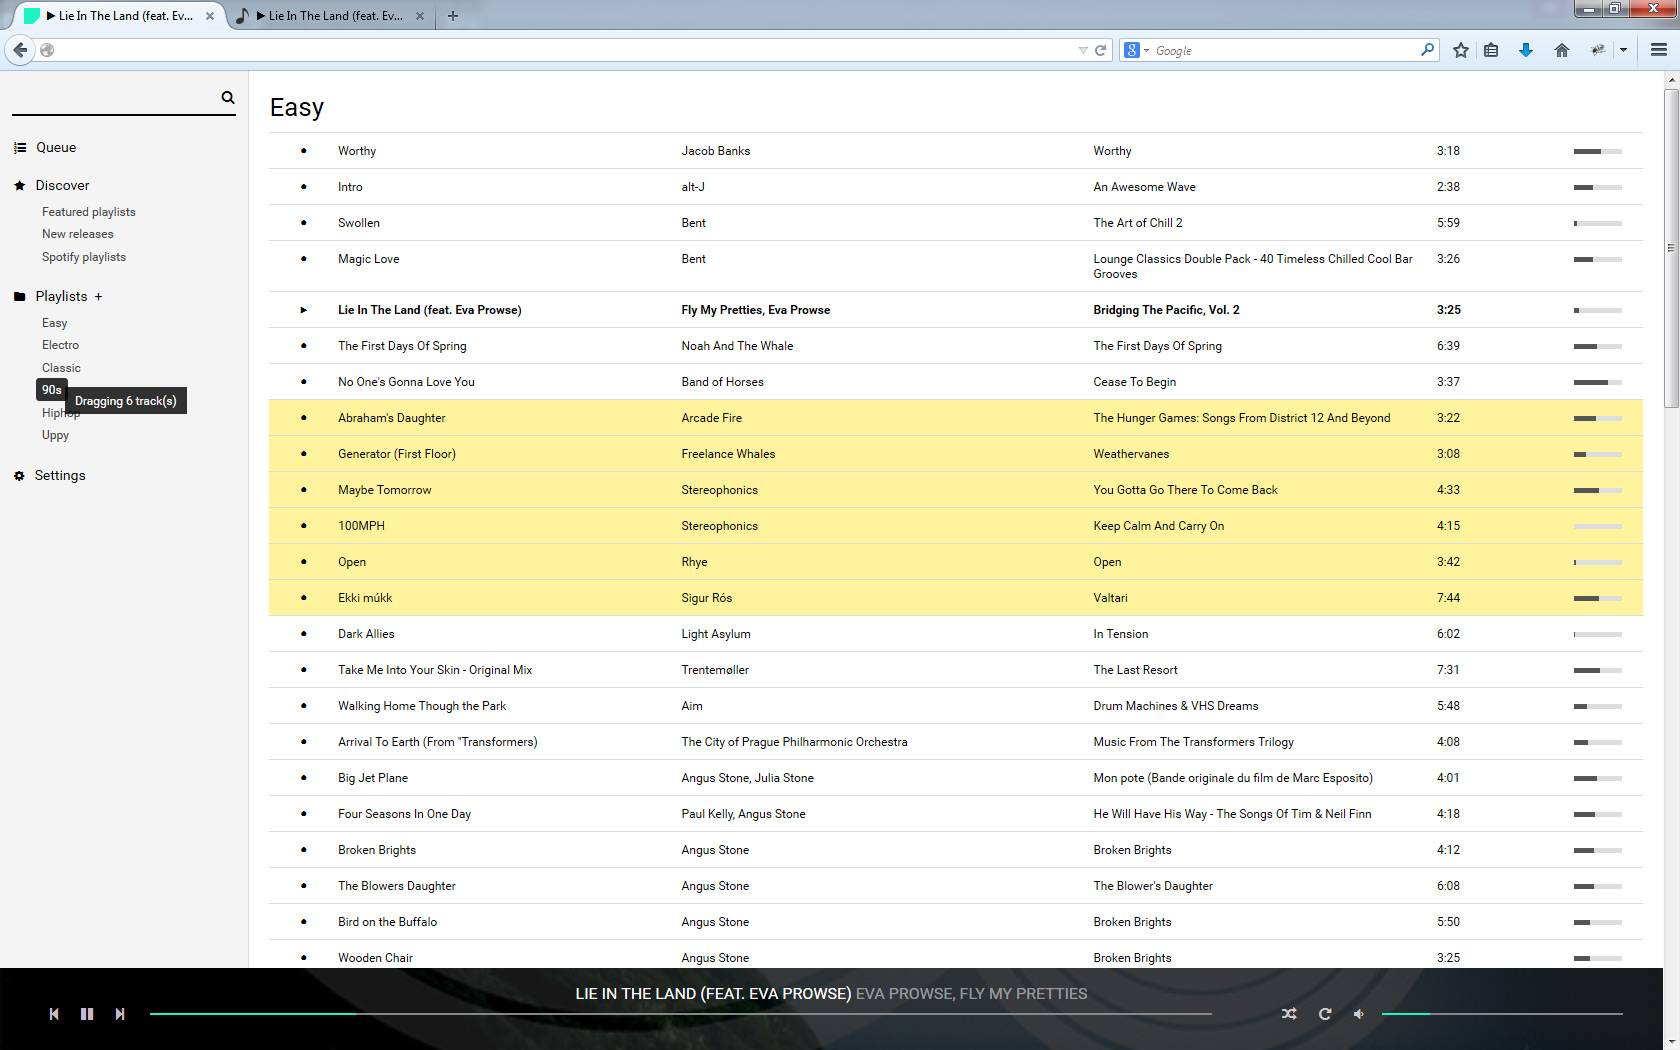 Lie In The Land (feat. Ev...
Lie In The Land (feat. Ev...
Google
Easy
Queue
Discover
Featured playlists
New releases
Spotify playlists
Playlists +
Easy
Electro
Classic
90s
Dragging 6 track(s)
Hiphop
Uppy
Settings
Worthy Jacob Banks Worthy 3:18
Intro alt-J An Awesome Wave 2:38
Swollen Bent The Art of Chill 2 5:59
Magic Love Bent Lounge Classics Double Pack - 40 Timeless Chilled Cool Bar 3:26
Grooves
Lie In The Land (feat. Eva Prowse) Fly My Pretties, Eva Prowse Bridging The Pacific, Vol. 2 3:25
The First Days Of Spring Noah And The Whale The First Days Of Spring 6:39
No One's Gonna Love You Band of Horses Cease To Begin 3:37
Abraham's Daughter Arcade Fire The Hunger Games: Songs From District 12 And Beyond 3:22
Generator (First Floor) Freelance Whales Weathervanes 3:08
Maybe Tomorrow Stereophonics You Gotta Go There To Come Back 4:33
100MPH Stereophonics Keep Calm And Carry On 4:15
Open Rhye Open 3:42
Ekki múkk Sigur Rós Valtari 7:44
Dark Allies Light Asylum In Tension 6:02
Take Me Into Your Skin - Original Mix Trentemøller The Last Resort 7:31
Walking Home Though the Park Aim Drum Machines & VHS Dreams 5:48
Arrival To Earth (From "Transformers) The City of Prague Philharmonic Orchestra Music From The Transformers Trilogy 4:08
Big Jet Plane Angus Stone, Julia Stone Mon pote (Bande originale du film de Marc Esposito) 4:01
Four Seasons In One Day Paul Kelly, Angus Stone He Will Have His Way - The Songs Of Tim & Neil Finn 4:18
Broken Brights Angus Stone Broken Brights 4:12
The Blowers Daughter Angus Stone The Blower's Daughter 6:08
Bird on the Buffalo Angus Stone Broken Brights 5:50
Wooden Chair Angus Stone Broken Brights 3:25
LIE IN THE LAND (FEAT. EVA PROWSE) EVA PROWSE, FLY MY PRETTIES